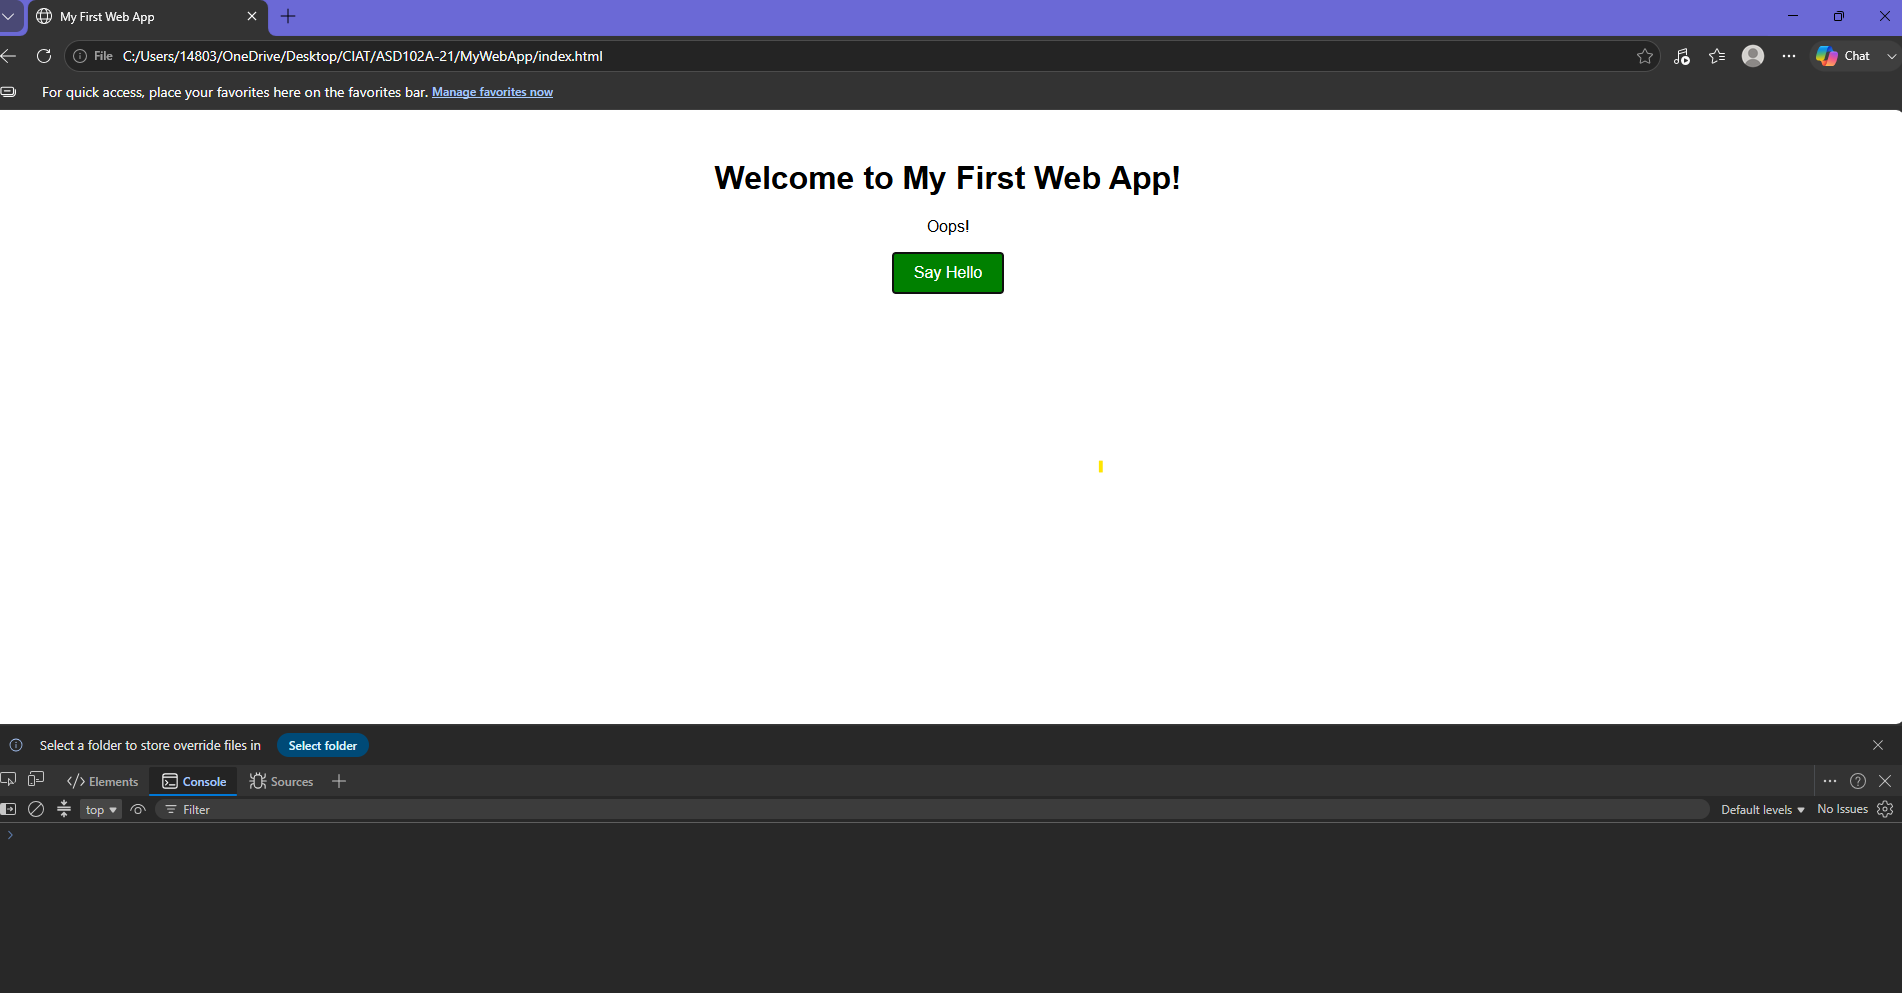 My First Web App
File C:/Users/14803/OneDrive/Desktop/CIAT/ASD102A-21/MyWebApp/index.html
Chat
For quick access, place your favorites here on the favorites bar. Manage favorites now
Welcome to My First Web App!
Oops!
Say Hello
Select a folder to store override files in Select folder
Elements Console Sources
top Filter Default levels No Issues